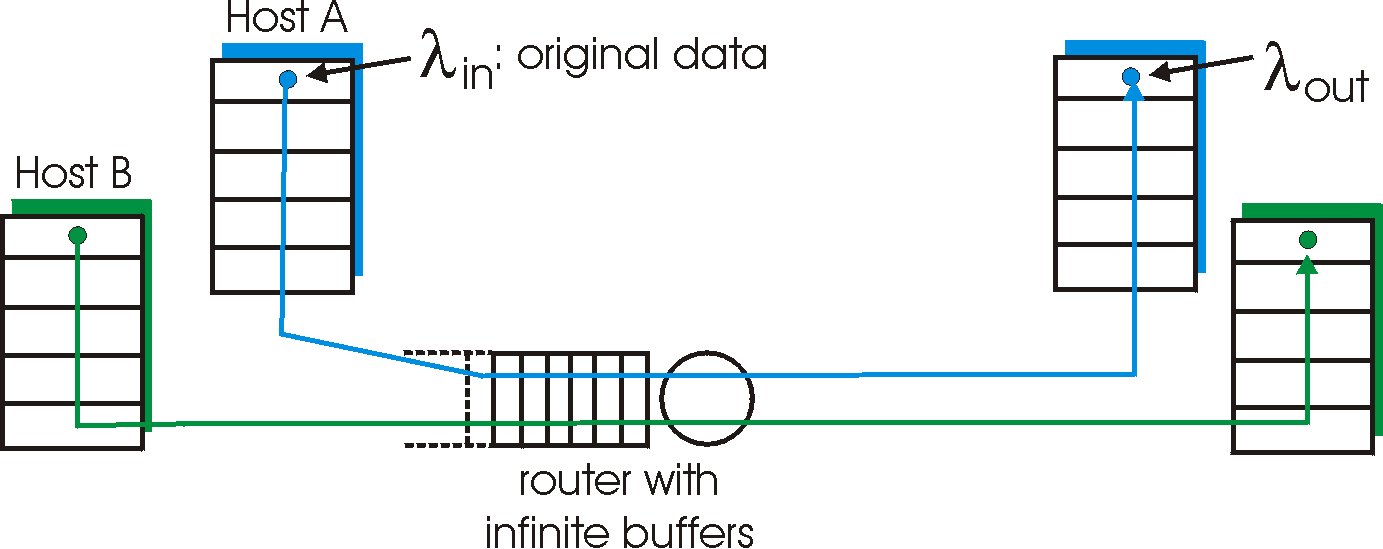 Host A
λin: original data
λout
Host B
router with
infinite buffers